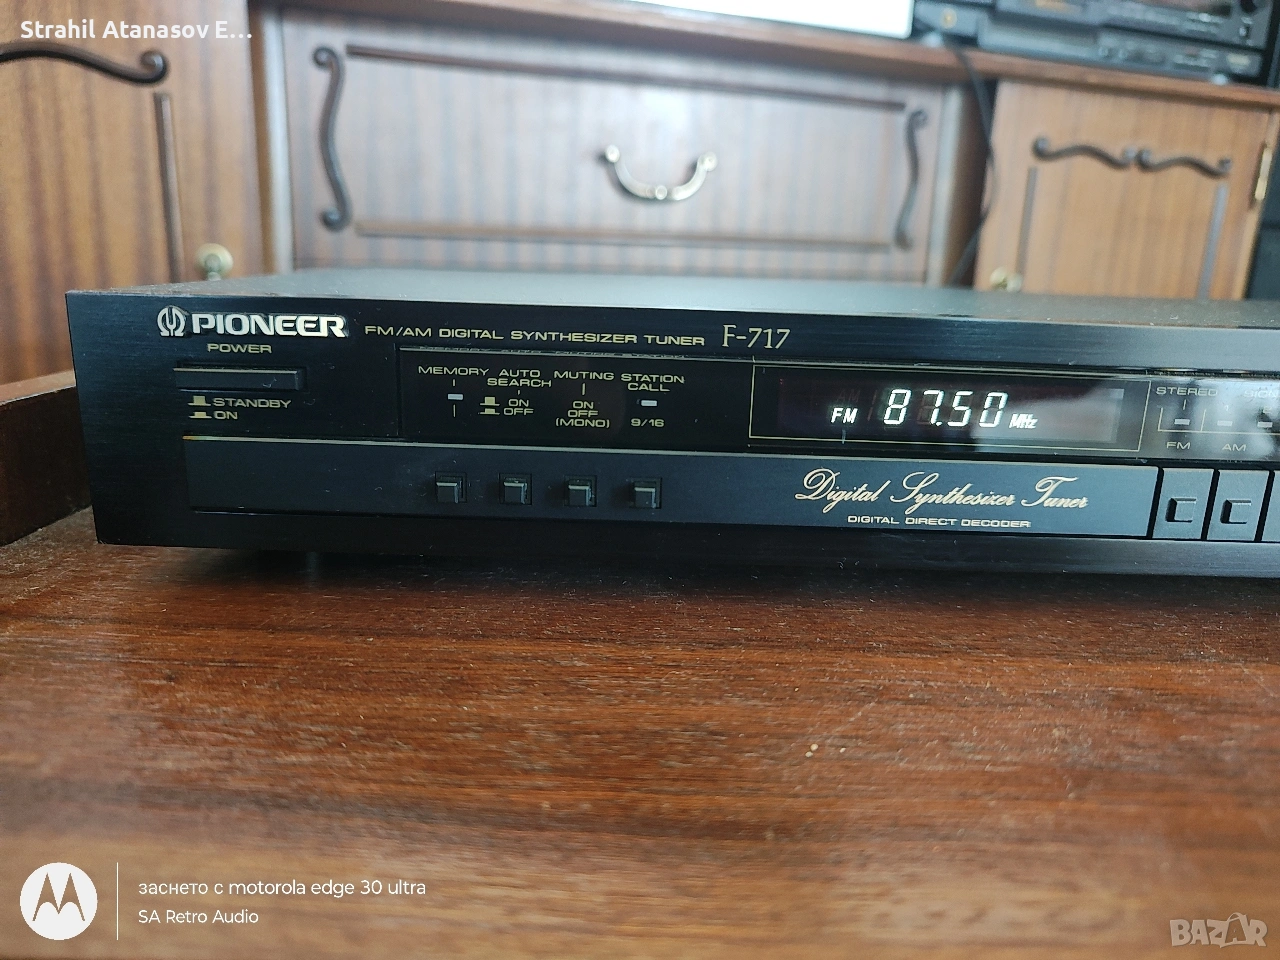 Strahil Atanasov E...
PIONEER FM/AM DIGITAL SYNTHESIZER TUNER F-717
POWER
STANDBY
ON
MEMORY AUTO SEARCH MUTING STATION CALL
ON
OFF
ON
OFF
(MONO)
9/16
FM 87.50 MHz
STEREO
FM AM
Digital Synthesizer Tuner
DIGITAL DIRECT DECODER
заснето с motorola edge 30 ultra
SA Retro Audio
BAZAR